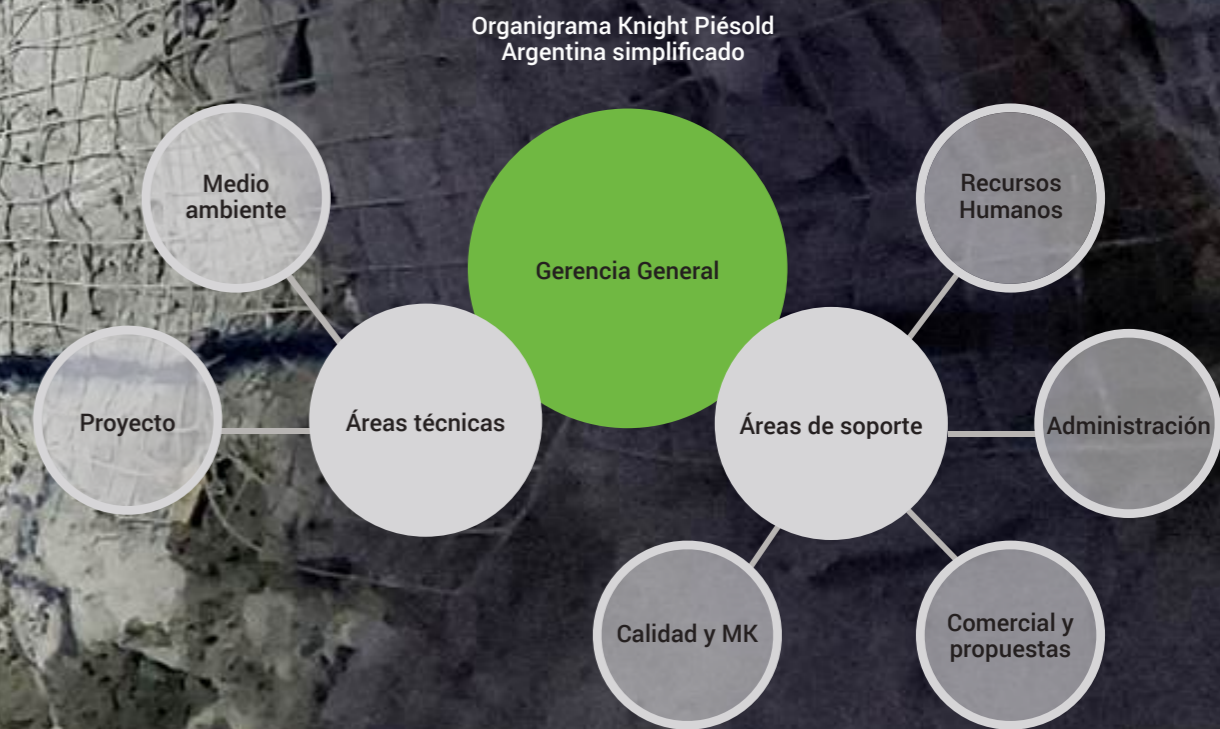 Organigrama Knight Piésold
Argentina simplificado
Medio
ambiente
Recursos
Humanos
Gerencia General
Proyecto
Áreas técnicas
Áreas de soporte
Administración
Calidad y MK
Comercial y
propuestas